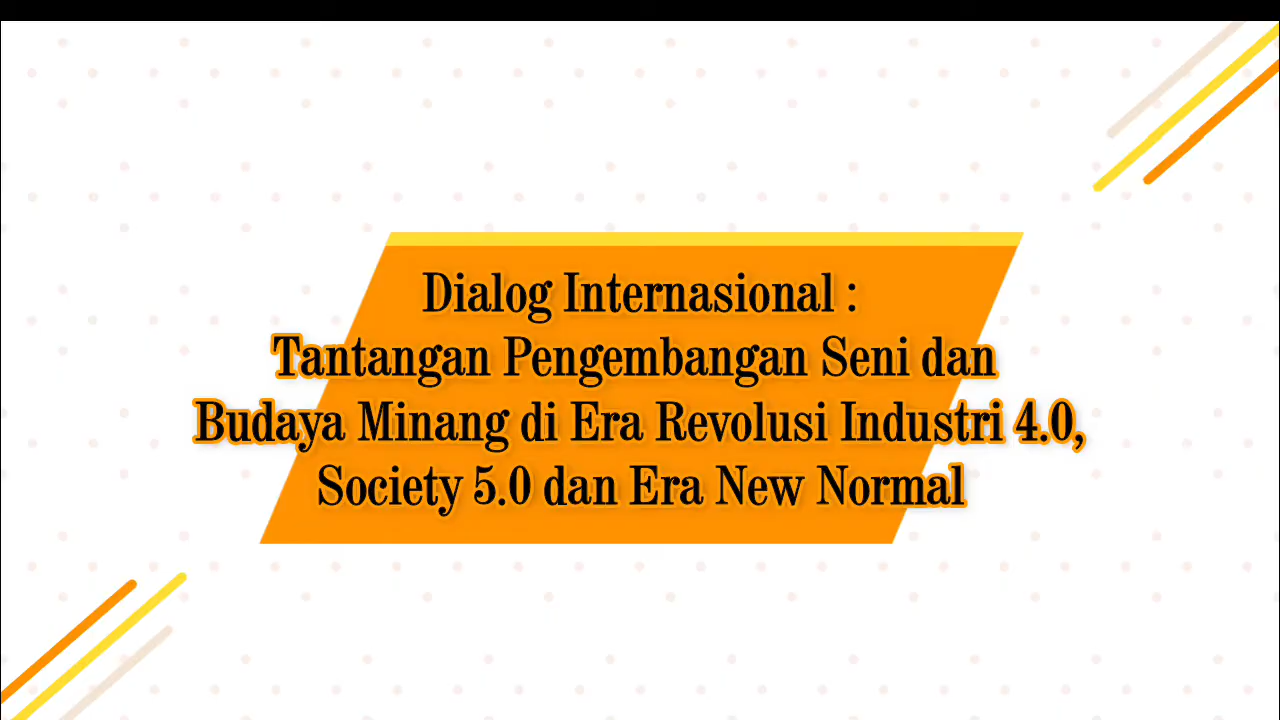 Dialog Internasional :
Tantangan Pengembangan Seni dan
Budaya Minang di Era Revolusi Industri 4.0,
Society 5.0 dan Era New Normal